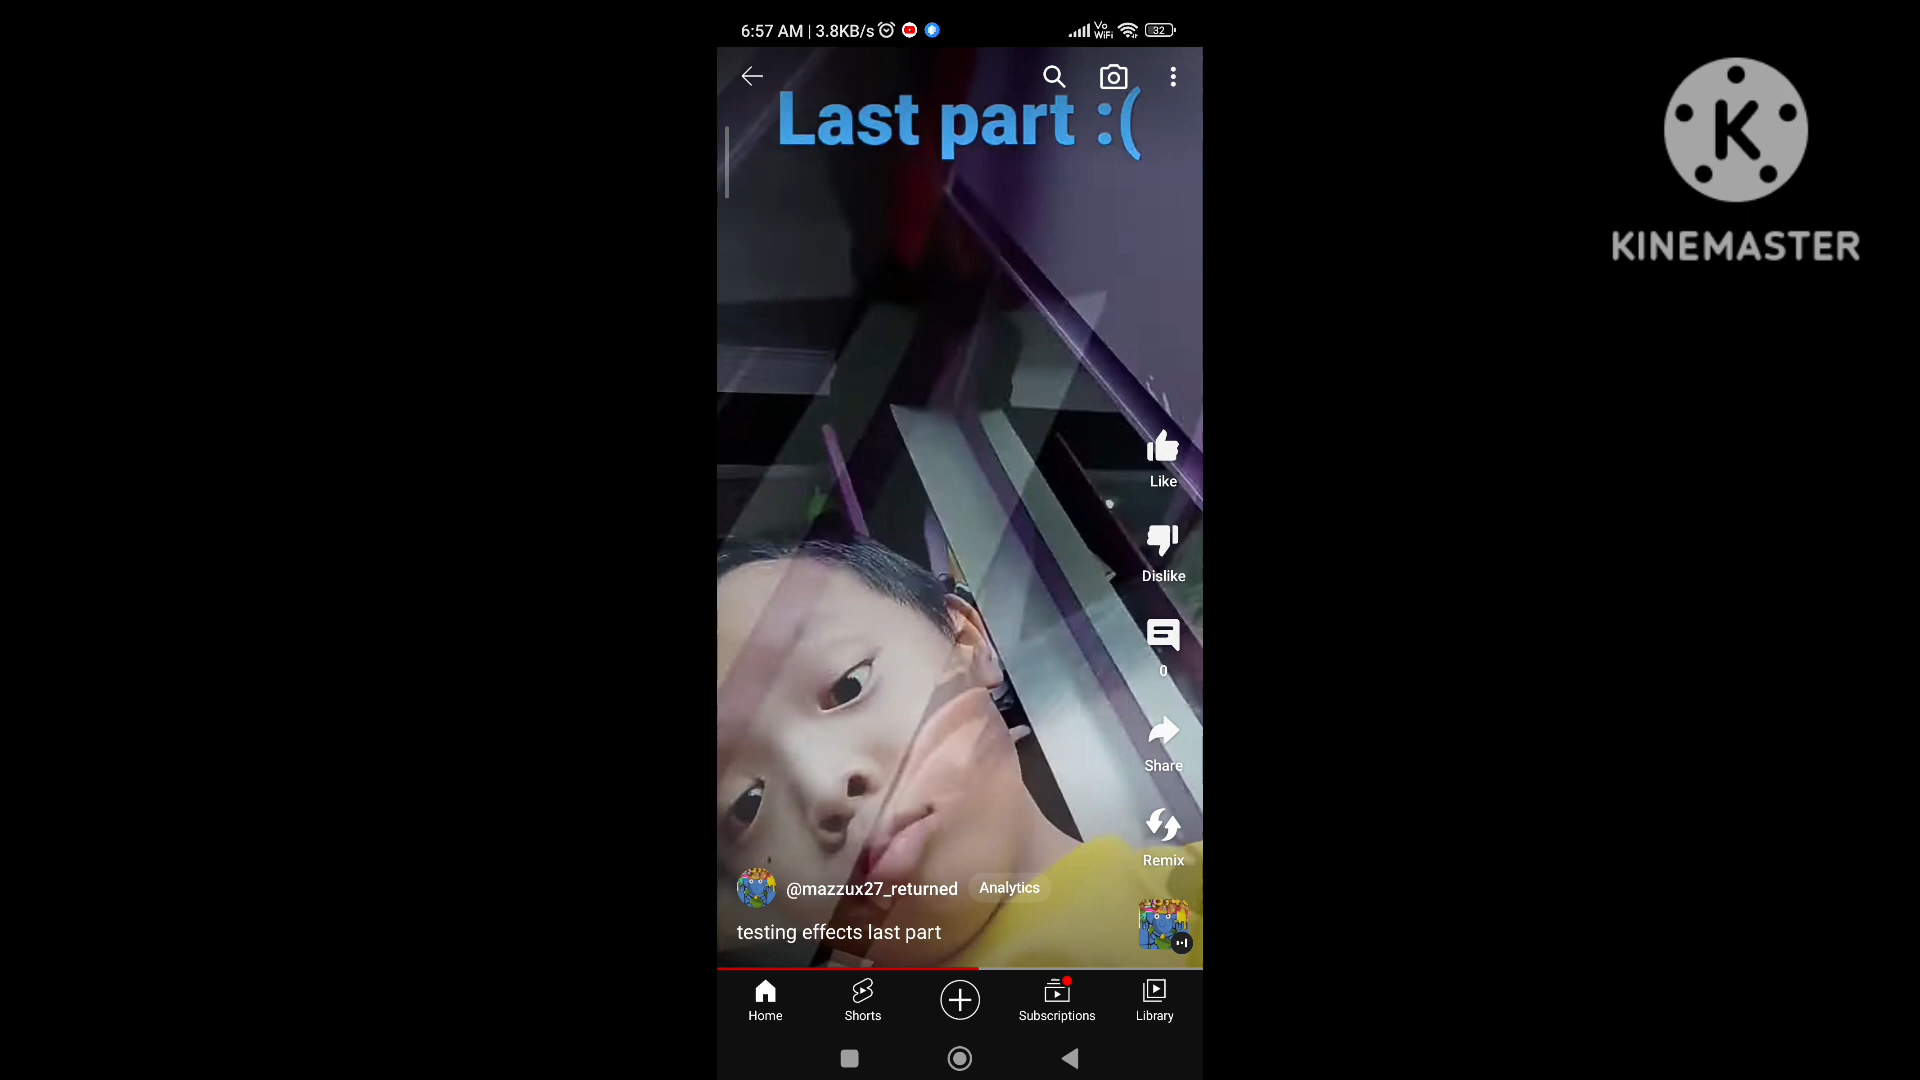 6:57 AM | 3.8KB/s
Vo
WiFi
32
Last part :(
K
KINEMASTER
Like
Dislike
0
Share
Remix
@mazzux27_returned
Analytics
testing effects last part
Home
Shorts
Subscriptions
Library